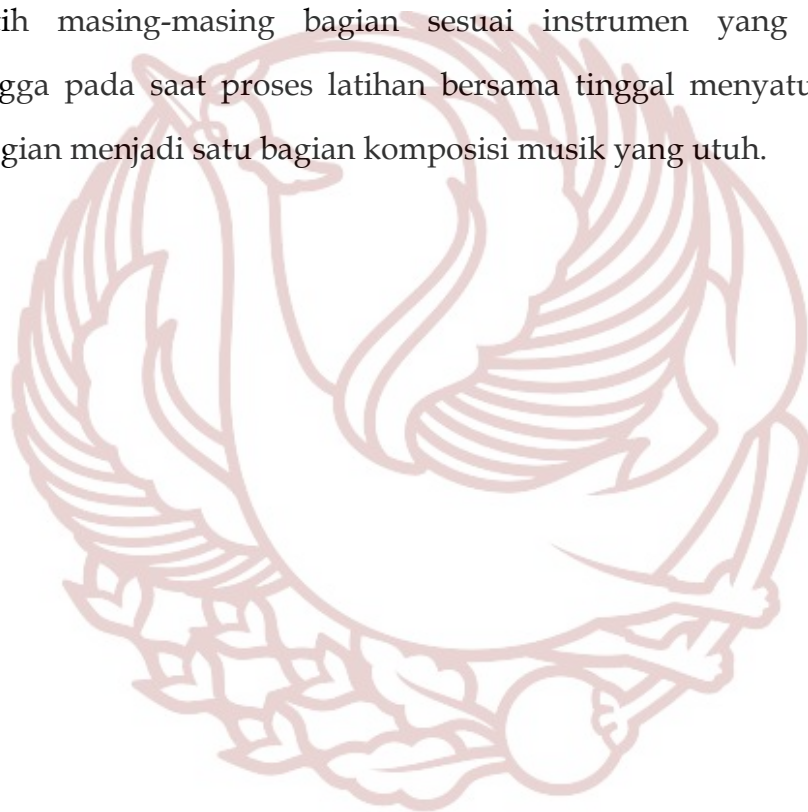 ih masing-masing bagian sesuai instrumen yang
gga pada saat proses latihan bersama tinggal menyatu
gian menjadi satu bagian komposisi musik yang utuh.